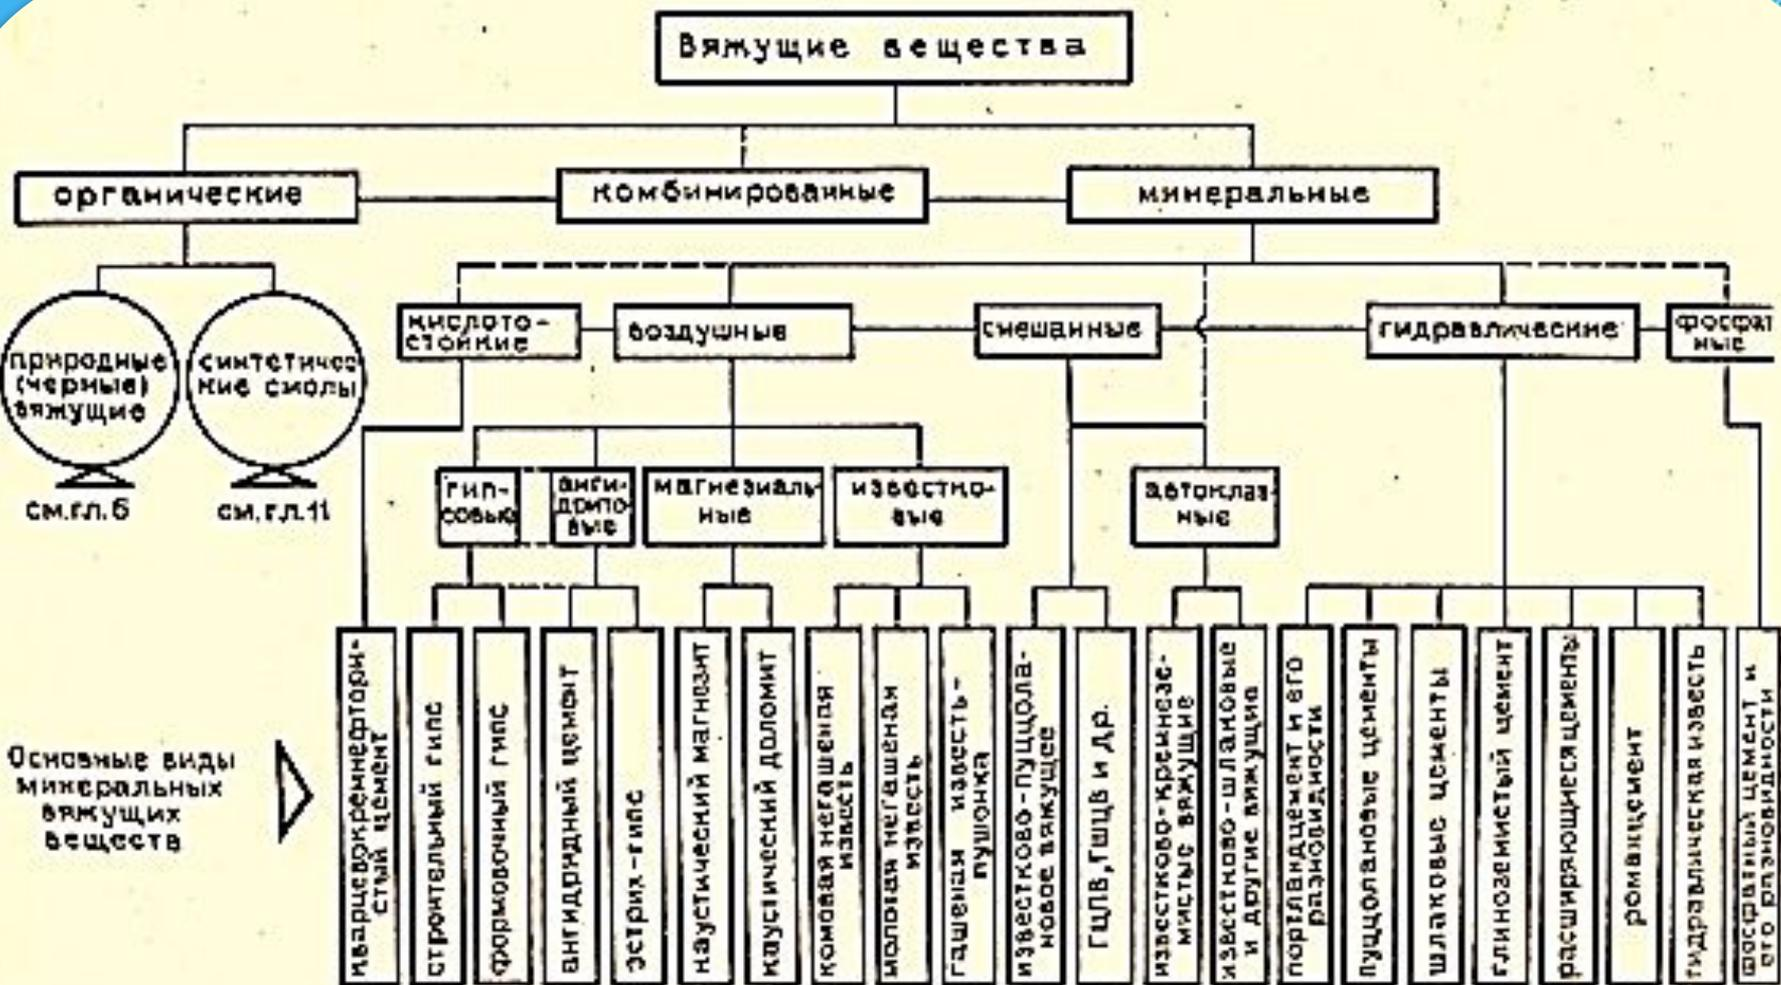 Вяжущие вещества
органические
комбинированные
минеральные
кислото-
стойкие
воздушные
смешанные
гидравлические
фосфат
ные
природные
(черные)
вяжущие
синтетичес
кие смолы
см.гл.6
см.гл.11
гип-
совые
анги-
дрито-
вые
магнезиаль-
ные
известко-
вые
автоклав-
ные
Основные виды
минеральных
вяжущих
веществ
кварцевокремнефторис-
стый цемент
строительный гипс
формовочный гипс
ангидридный цемент
эстрих-гипс
каустический магнезит
каустический доломит
комовая негашеная
известь
молотая негашеная
известь
гашеная известь-
пушонка
известково-пуццола-
новое вяжущее
ГЦПВ, ГШЦВ и др.
известково-кремнезе-
мистые вяжущие
известково-шлаковые
и другие вяжущие
портландцемент и его
разновидности
пуццолановые цементы
шлаковые цементы
глиноземистый цемент
расширяющиеся цементы
романцемент
гидравлическая известь
фосфатный цемент и
его разновидности